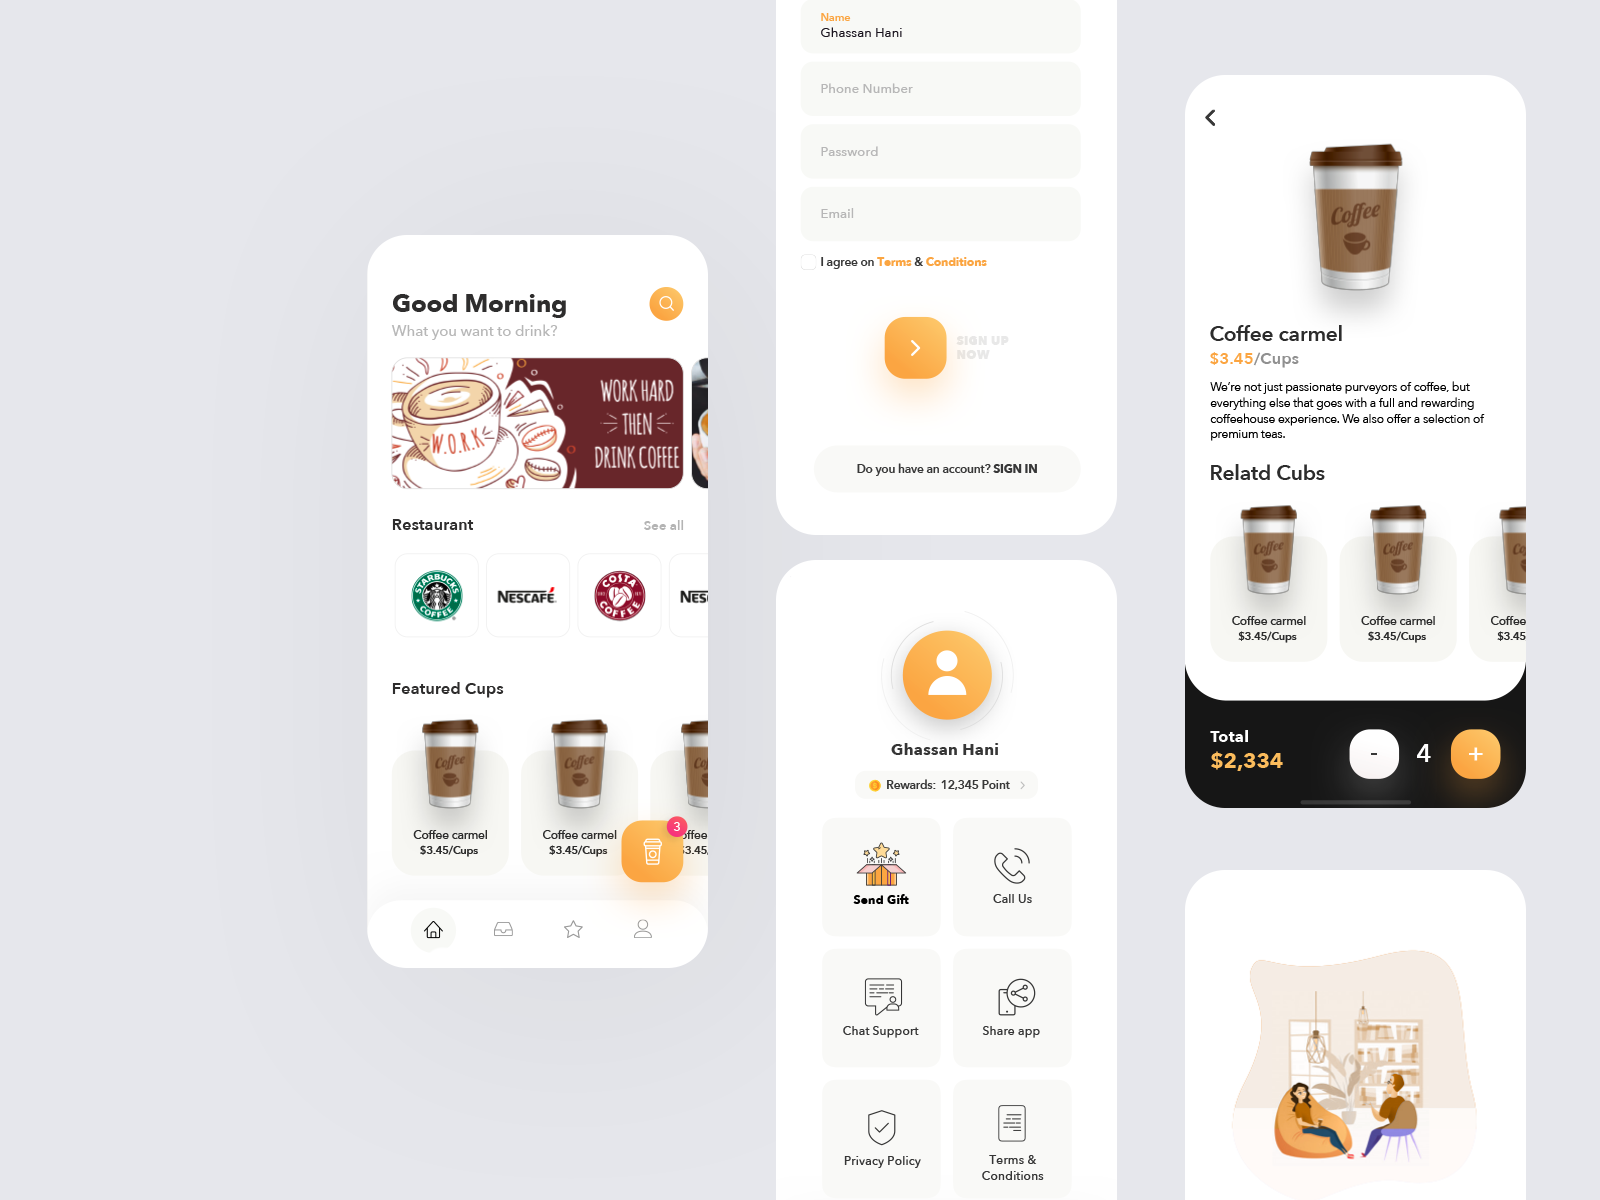 Good Morning
What you want to drink?
W.O.R.K
WORK HARD
THEN
DRINK COFFEE
Restaurant
See all
STARBUCKS
COFFEE
NESCAFÉ.
COSTA
COFFEE
NES
Featured Cups
Coffee
Coffee
Coffee carmel
$3.45/Cups
Coffee carmel
$3.45/Cups
offee
$3.45/
3
Name
Ghassan Hani
Phone Number
Password
Email
I agree on Terms & Conditions
SIGN UP
NOW
Do you have an account? SIGN IN
Ghassan Hani
Rewards: 12,345 Point
Send Gift
Call Us
Chat Support
Share app
Privacy Policy
Terms &
Conditions
Coffee
Coffee carmel
$3.45/Cups
We're not just passionate purveyors of coffee, but
everything else that goes with a full and rewarding
coffeehouse experience. We also offer a selection of
premium teas.
Relatd Cubs
Coffee
Coffee
Coffee carmel
$3.45/Cups
Coffee carmel
$3.45/Cups
Coffee
$3.45
Total
$2,334
-
4
+